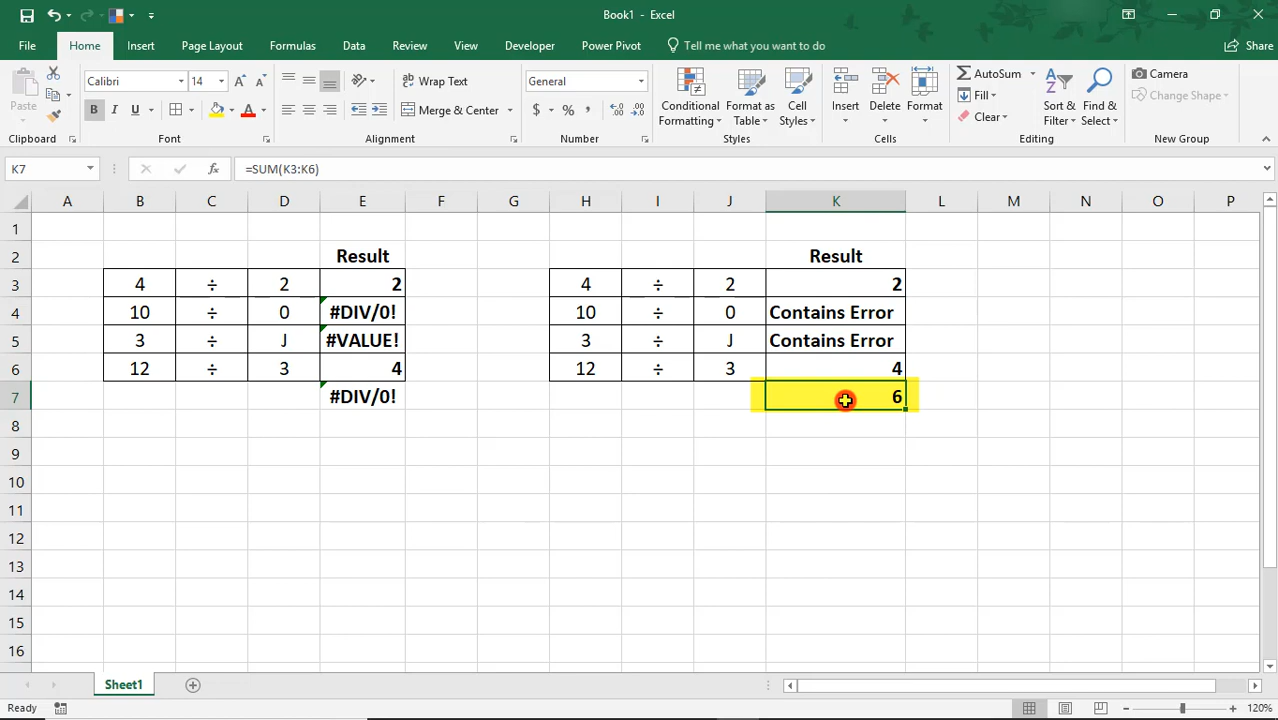 Book1 - Excel
File Home Insert Page Layout Formulas Data Review View Developer Power Pivot Tell me what you want to do Share
Paste
Calibri 14
B I U
A A
Wrap Text
Merge & Center
General
$ % ,
Conditional Formatting
Format as Table
Cell Styles
Insert Delete Format
AutoSum
Fill
Clear
Sort & Filter
Find & Select
Camera
Change Shape
Clipboard Font Alignment Number Styles Cells Editing New Group
K7 fx =SUM(K3:K6)
A B C D E F G H I J K L M N O P
1
2 Result Result
3 4 ÷ 2 2 4 ÷ 2 2
4 10 ÷ 0 #DIV/0! 10 ÷ 0 Contains Error
5 3 ÷ J #VALUE! 3 ÷ J Contains Error
6 12 ÷ 3 4 12 ÷ 3 4
7 #DIV/0! 6
8
9
10
11
12
13
14
15
16
Sheet1
Ready 120%